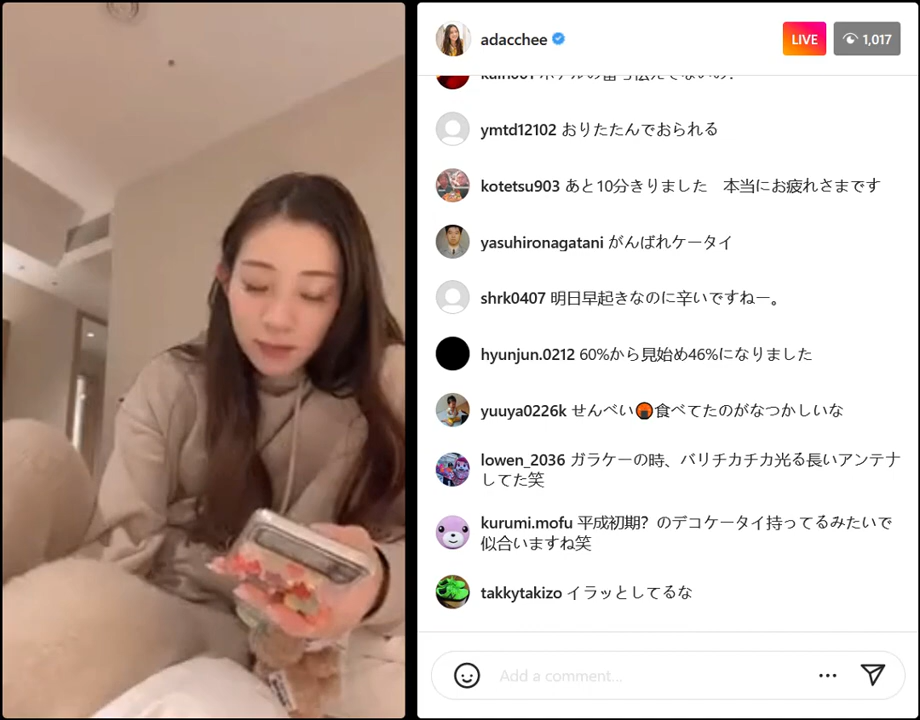 adacchee
LIVE
1,017
ymtd12102 おりたたんでおられる
kotetsu903 あと10分きりました　本当にお疲れさまです
yasuhironagatani がんばれケータイ
shrk0407 明日早起きなのに辛いですねー。
hyunjun.0212 60%から見始め46%になりました
yuuya0226k せんべい🍘食べてたのがなつかしいな
lowen_2036 ガラケーの時、バリチカチカ光る長いアンテナ
してた笑
kurumi.mofu 平成初期？のデコケータイ持ってるみたいで
似合いますね笑
takkytakizo イラッとしてるな
Add a comment...